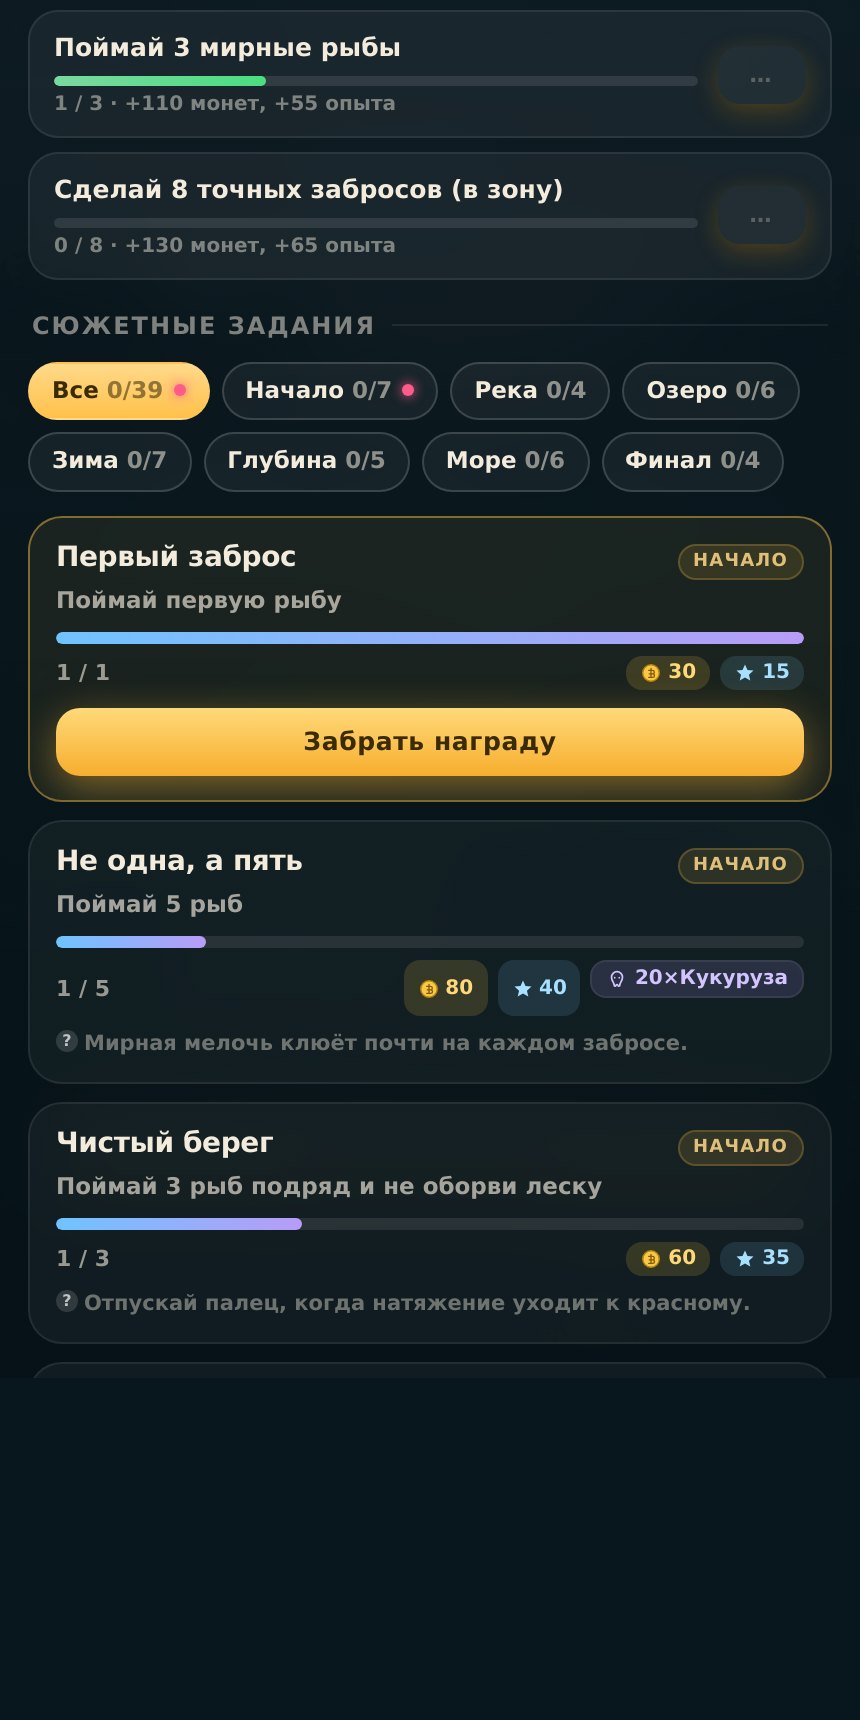 Поймай 3 мирные рыбы
...
1 / 3 · +110 монет, +55 опыта
Сделай 8 точных забросов (в зону)
...
0 / 8 · +130 монет, +65 опыта
СЮЖЕТНЫЕ ЗАДАНИЯ
Все 0/39 Начало 0/7 Река 0/4 Озеро 0/6
Зима 0/7 Глубина 0/5 Море 0/6 Финал 0/4
Первый заброс НАЧАЛО
Поймай первую рыбу
1 / 1 30 15
Забрать награду
Не одна, а пять НАЧАЛО
Поймай 5 рыб
1 / 5 80 40 20×Кукуруза
? Мирная мелочь клюёт почти на каждом забросе.
Чистый берег НАЧАЛО
Поймай 3 рыб подряд и не оборви леску
1 / 3 60 35
? Отпускай палец, когда натяжение уходит к красному.